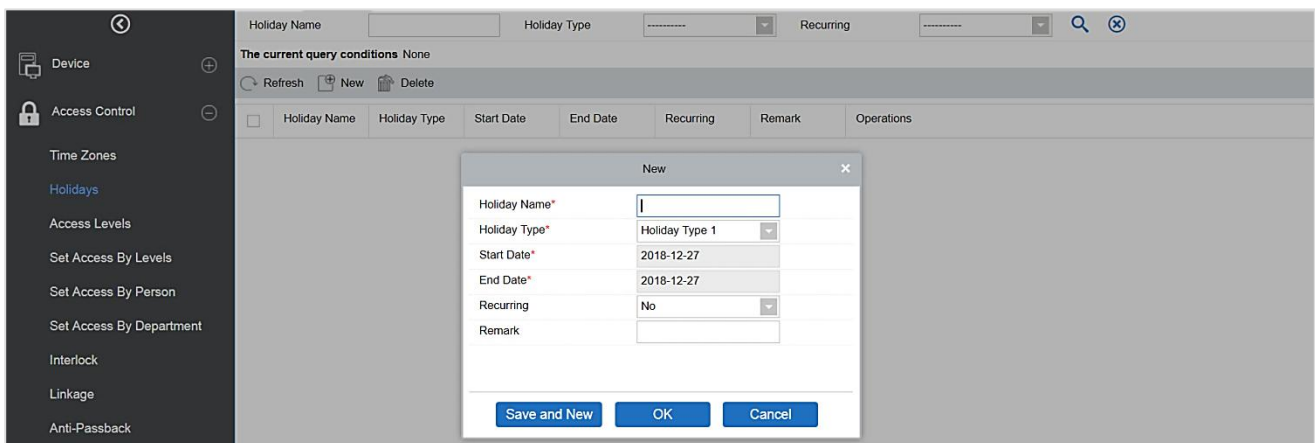 Holiday Name Holiday Type ---------- Recurring ----------
The current query conditions None
Refresh New Delete
Holiday Name Holiday Type Start Date End Date Recurring Remark Operations
Device
Access Control
Time Zones
Holidays
Access Levels
Set Access By Levels
Set Access By Person
Set Access By Department
Interlock
Linkage
Anti-Passback
New
Holiday Name*
Holiday Type* Holiday Type 1
Start Date* 2018-12-27
End Date* 2018-12-27
Recurring No
Remark
Save and New OK Cancel